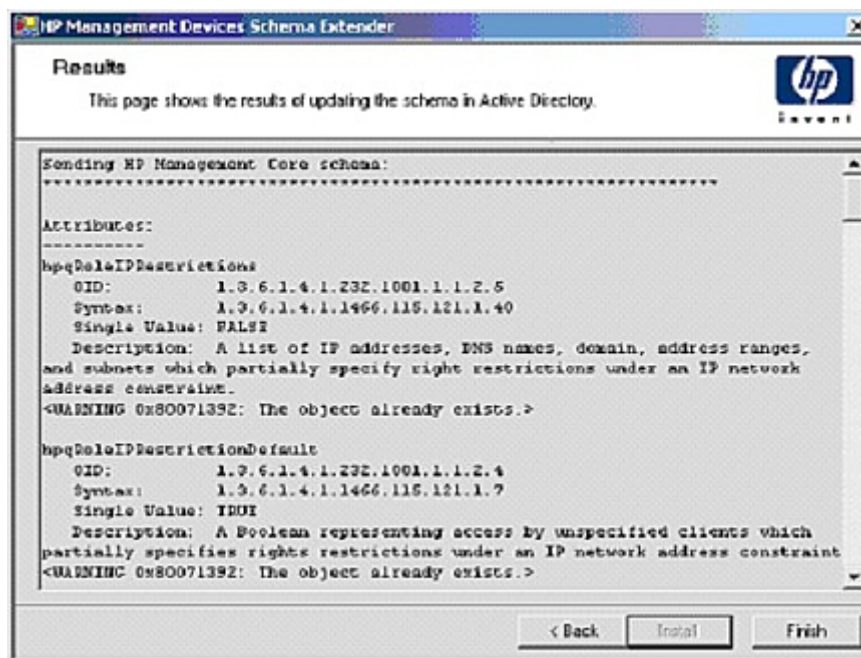 HP Management Devices Schema Extender
Results
This page shows the results of updating the schema in Active Directory.
hp
invent
Sending HP Management Core schema:
********************************************************************
Attributes:
----------
hpqRoleIPRestrictions
OID: 1.3.6.1.4.1.232.1001.1.1.2.5
Syntax: 1.3.6.1.4.1.1466.115.121.1.40
Single Value: FALSE
Description: A list of IP addresses, DNS names, domain, address ranges,
and subnets which partially specify right restrictions under an IP network
address constraint.
<WARNING 0x80071392: The object already exists.>
hpqRoleIPRestrictionDefault
OID: 1.3.6.1.4.1.232.1001.1.1.2.4
Syntax: 1.3.6.1.4.1.1466.115.121.1.7
Single Value: TRUE
Description: A Boolean representing access by unspecified clients which
partially specifies rights restrictions under an IP network address constraint
<WARNING 0x80071392: The object already exists.>
< Back Install Finish